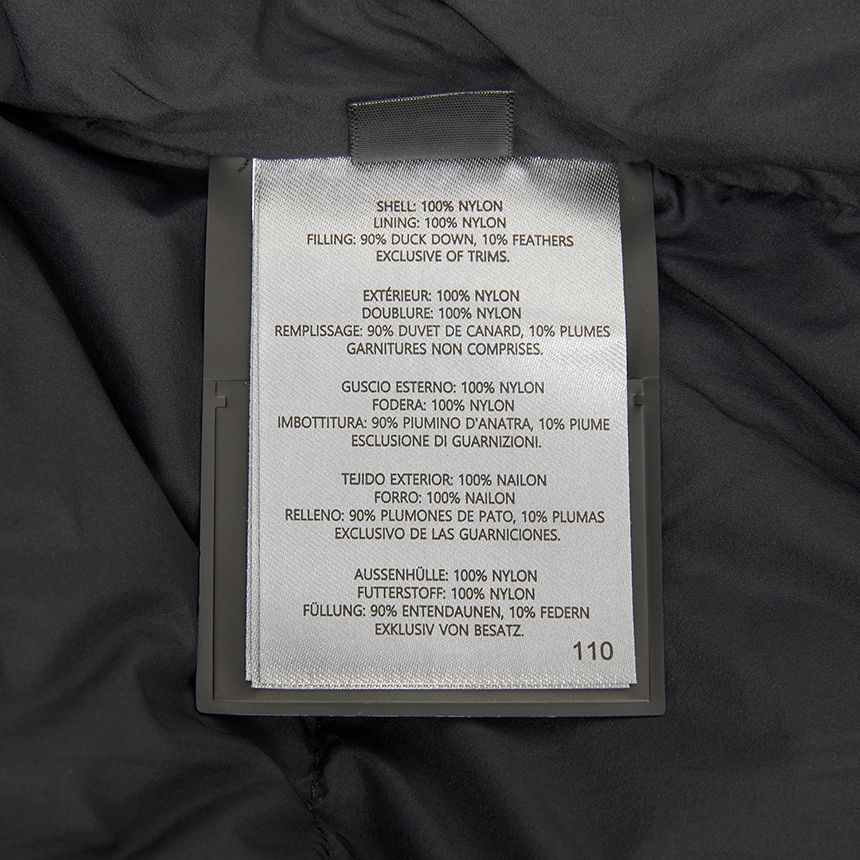 SHELL: 100% NYLON
LINING: 100% NYLON
FILLING: 90% DUCK DOWN, 10% FEATHERS
EXCLUSIVE OF TRIMS.
EXTÉRIEUR: 100% NYLON
DOUBLURE: 100% NYLON
REMPLISSAGE: 90% DUVET DE CANARD, 10% PLUMES
GARNITURES NON COMPRISES.
GUSCIO ESTERNO: 100% NYLON
FODERA: 100% NYLON
IMBOTTITURA: 90% PIUMINO D'ANATRA, 10% PIUME
ESCLUSIONE DI GUARNIZIONI.
TEJIDO EXTERIOR: 100% NAILON
FORRO: 100% NAILON
RELLENO: 90% PLUMONES DE PATO, 10% PLUMAS
EXCLUSIVO DE LAS GUARNICIONES.
AUSSENHÜLLE: 100% NYLON
FUTTERSTOFF: 100% NYLON
FÜLLUNG: 90% ENTENDAUNEN, 10% FEDERN
EXKLUSIV VON BESATZ.
110